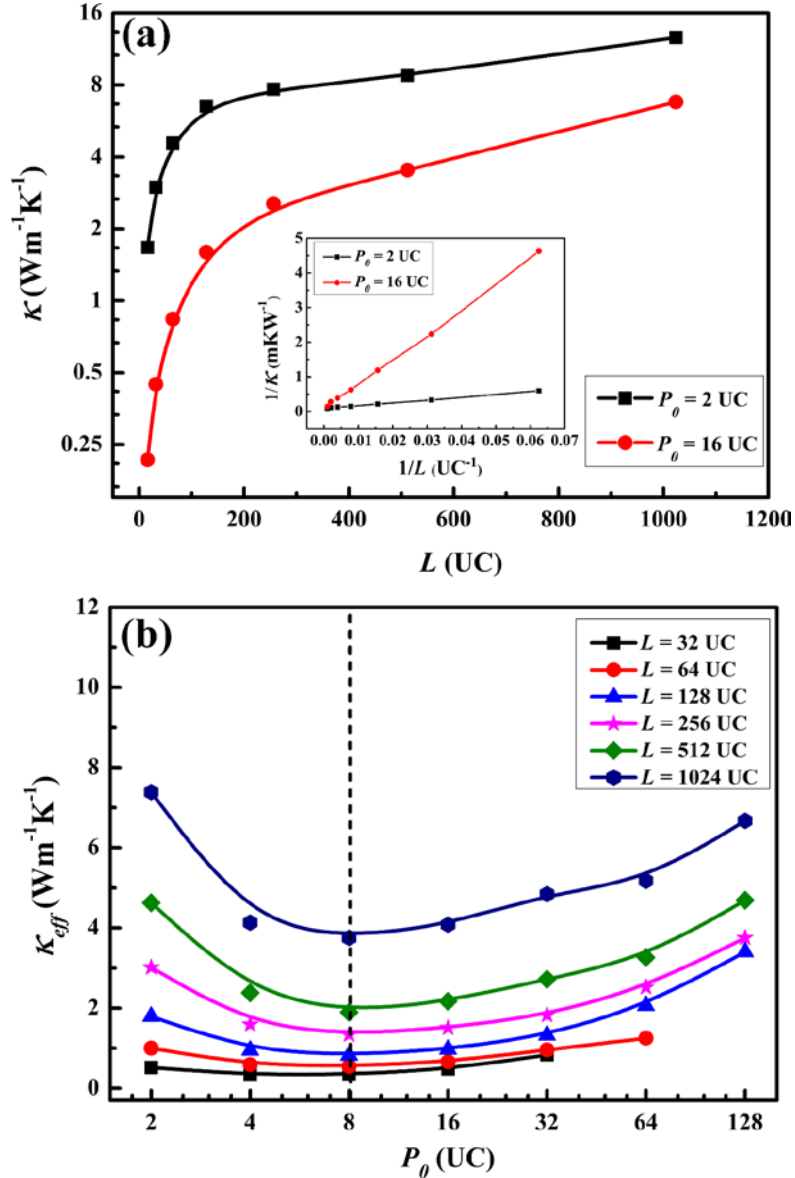 (a)
16
8
4
2
1
0.5
0.25
κ (Wm⁻¹K⁻¹)
0 200 400 600 800 1000 1200
L (UC)
P₀ = 2 UC
P₀ = 16 UC
5
4
3
2
1
0
1/κ (mKW⁻¹)
P₀ = 2 UC
P₀ = 16 UC
0.00 0.01 0.02 0.03 0.04 0.05 0.06 0.07
1/L (UC⁻¹)
(b)
12
10
8
6
4
2
0
κeff (Wm⁻¹K⁻¹)
L = 32 UC
L = 64 UC
L = 128 UC
L = 256 UC
L = 512 UC
L = 1024 UC
2 4 8 16 32 64 128
P₀ (UC)